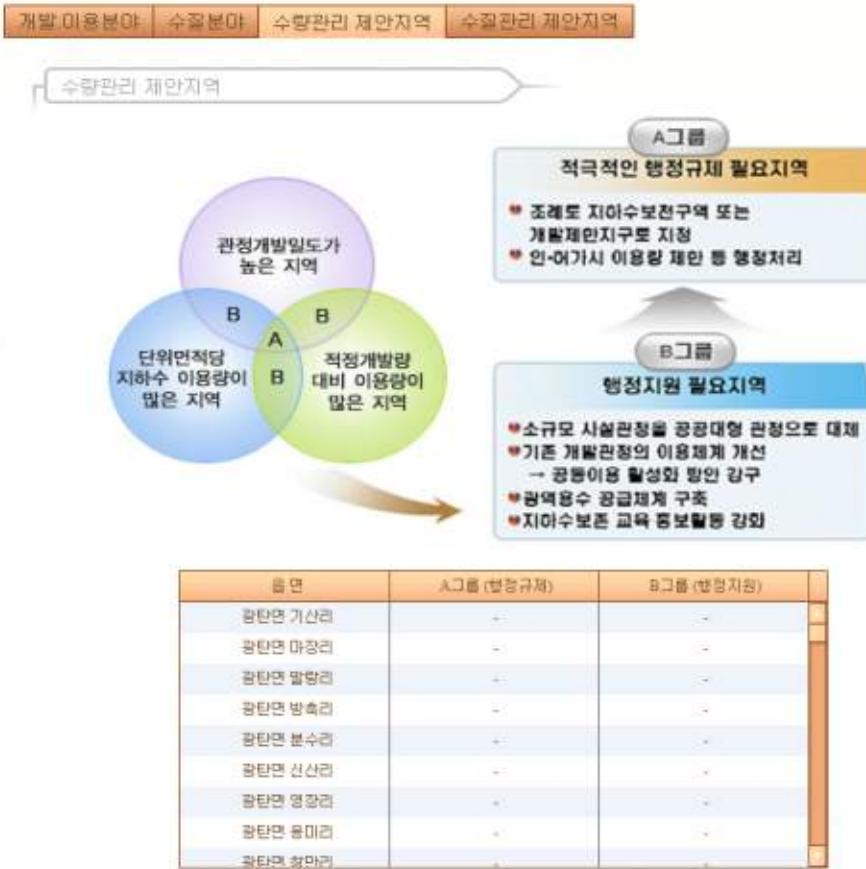 개발.이용분야
수질분야
수량관리 제안지역
수질관리 제안지역
수량관리 제안지역
A그룹
적극적인 행정규제 필요지역
조례로 지하수보전구역 또는
개발제한지구로 지정
인·허가시 이용량 제한 등 행정처리
관정개발밀도가
높은 지역
B
B
A
B
단위면적당
지하수 이용량이
많은 지역
적정개발량
대비 이용량이
많은 지역
B그룹
행정지원 필요지역
소규모 사설관정을 공공대형 관정으로 대체
기존 개발관정의 이용체계 개선
→ 공동이용 활성화 방안 강구
광역용수 공급체계 구축
지하수보존 교육 홍보활동 강화
읍면 A그룹 (행정규제) B그룹 (행정지원)
광탄면 기산리 - -
광탄면 마장리 - -
광탄면 발랑리 - -
광탄면 방축리 - -
광탄면 분수리 - -
광탄면 신산리 - -
광탄면 영장리 - -
광탄면 용미리 - -
광탄면 창만리 - -